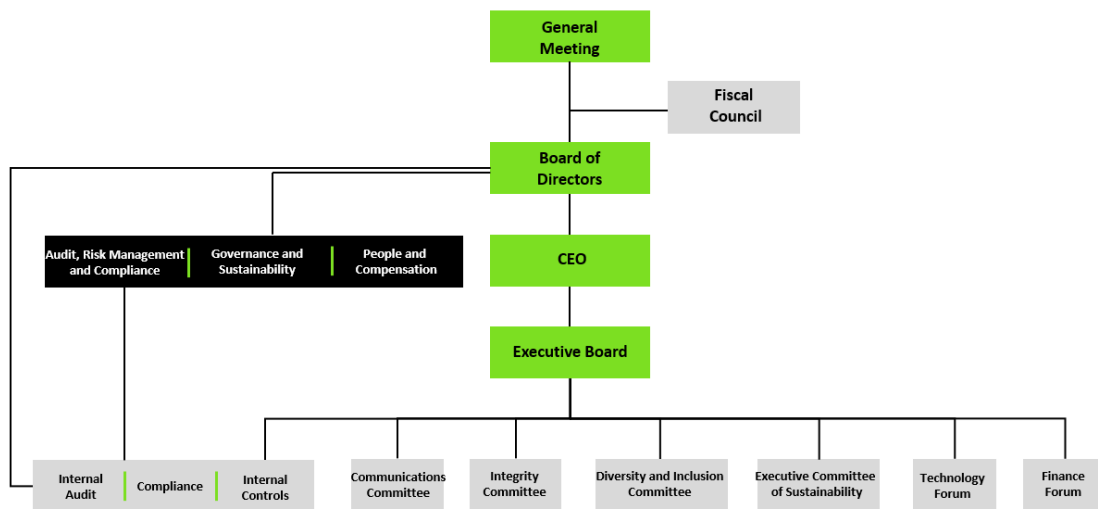 General
Meeting
Fiscal
Council
Board of
Directors
Audit, Risk Management
and Compliance
Governance and
Sustainability
People and
Compensation
CEO
Executive Board
Internal
Audit
Compliance
Internal
Controls
Communications
Committee
Integrity
Committee
Diversity and Inclusion
Committee
Executive Committee
of Sustainability
Technology
Forum
Finance
Forum